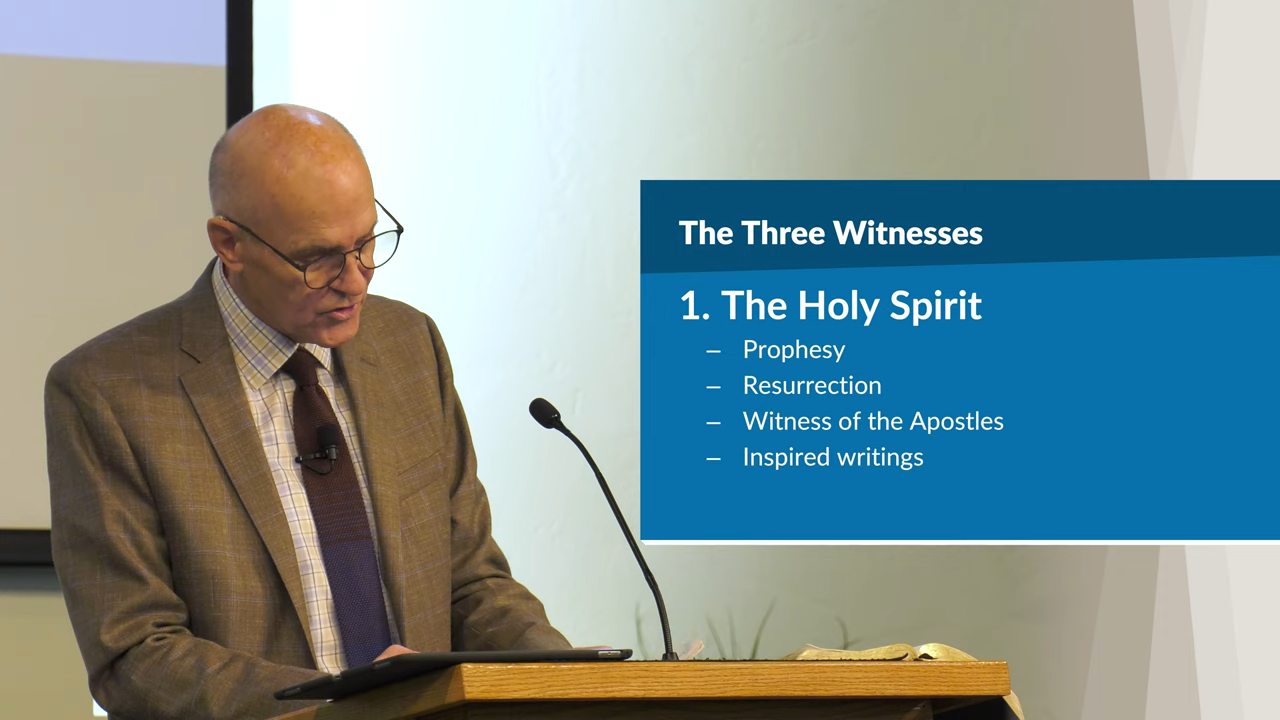 The Three Witnesses
1. The Holy Spirit
– Prophesy
– Resurrection
– Witness of the Apostles
– Inspired writings